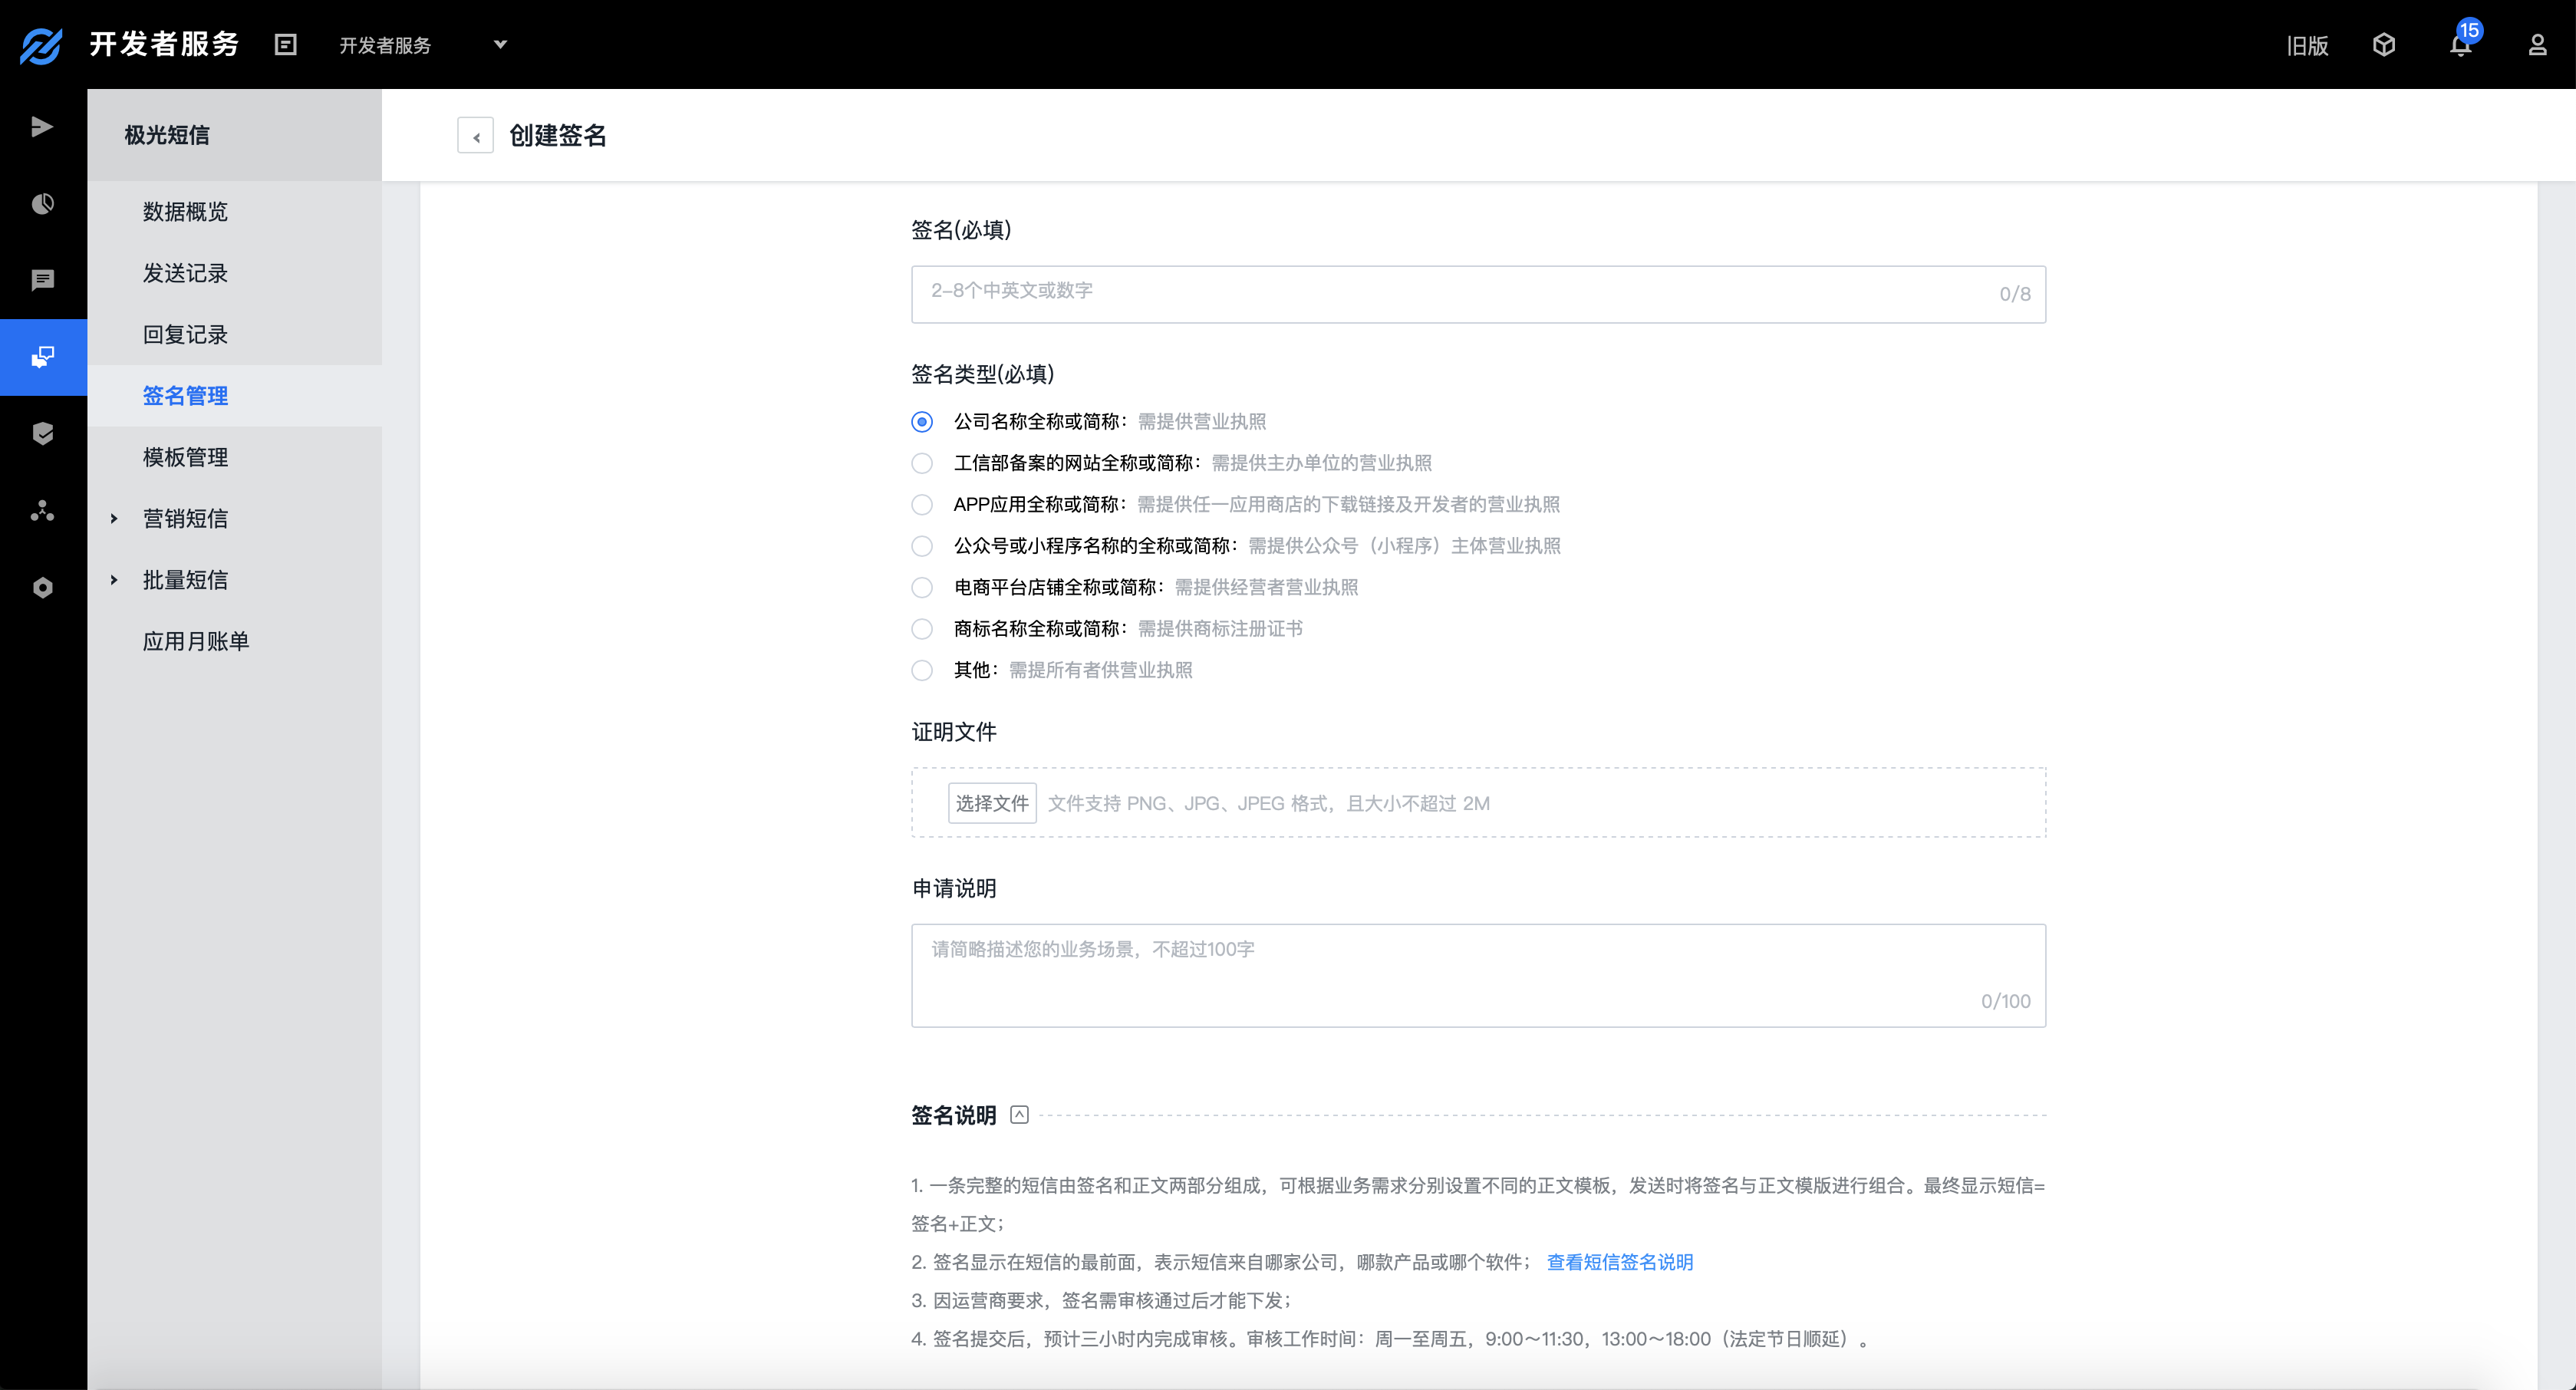 开发者服务
开发者服务
旧版
15
极光短信
数据概览
发送记录
回复记录
签名管理
模板管理
营销短信
批量短信
应用月账单
创建签名
签名(必填)
2-8个中英文或数字
0/8
签名类型(必填)
公司名称全称或简称：需提供营业执照
工信部备案的网站全称或简称：需提供主办单位的营业执照
APP应用全称或简称：需提供任一应用商店的下载链接及开发者的营业执照
公众号或小程序名称的全称或简称：需提供公众号（小程序）主体营业执照
电商平台店铺全称或简称：需提供经营者营业执照
商标名称全称或简称：需提供商标注册证书
其他：需提所有者供营业执照
证明文件
选择文件 文件支持 PNG、JPG、JPEG 格式，且大小不超过 2M
申请说明
请简略描述您的业务场景，不超过100字
0/100
签名说明
1. 一条完整的短信由签名和正文两部分组成，可根据业务需求分别设置不同的正文模板，发送时将签名与正文模版进行组合。最终显示短信=
签名+正文；
2. 签名显示在短信的最前面，表示短信来自哪家公司，哪款产品或哪个软件； 查看短信签名说明
3. 因运营商要求，签名需审核通过后才能下发；
4. 签名提交后，预计三小时内完成审核。审核工作时间：周一至周五，9:00～11:30，13:00～18:00（法定节日顺延）。